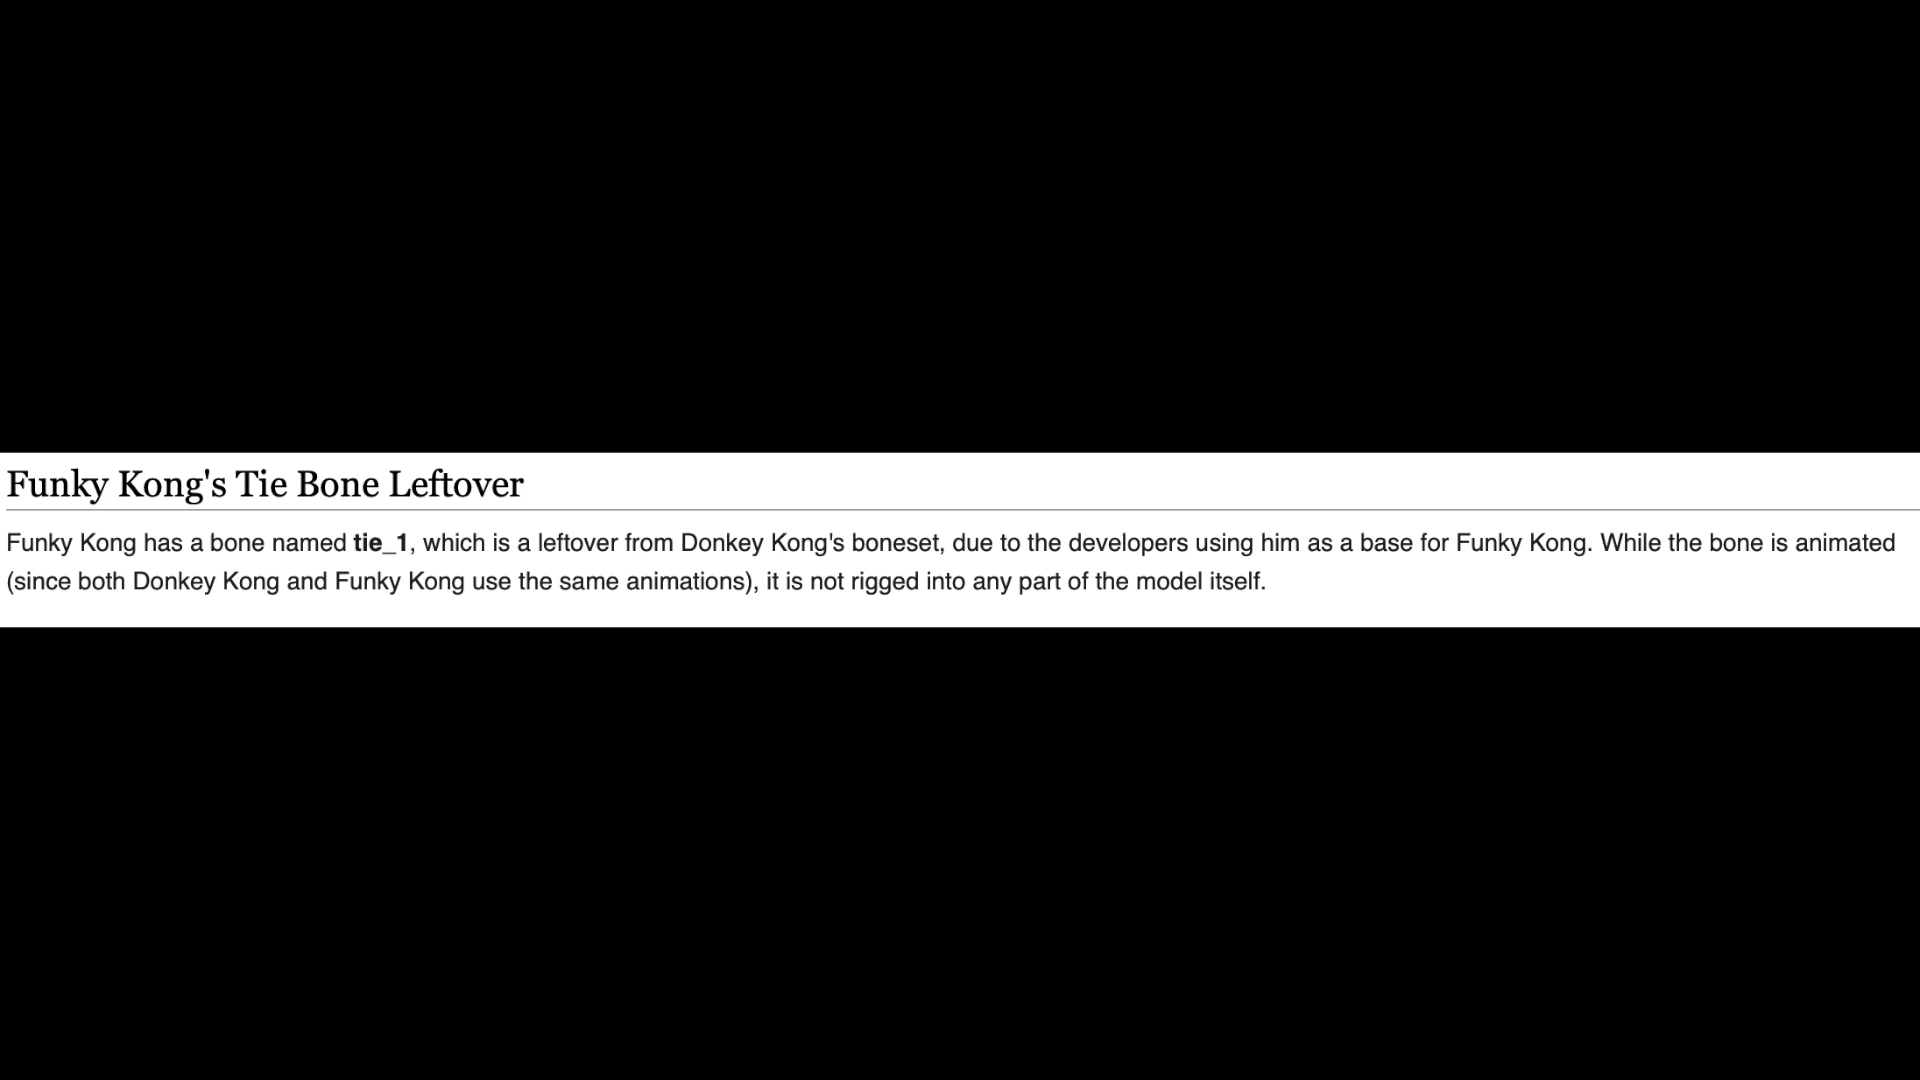 Funky Kong's Tie Bone Leftover
Funky Kong has a bone named tie_1, which is a leftover from Donkey Kong's boneset, due to the developers using him as a base for Funky Kong. While the bone is animated
(since both Donkey Kong and Funky Kong use the same animations), it is not rigged into any part of the model itself.